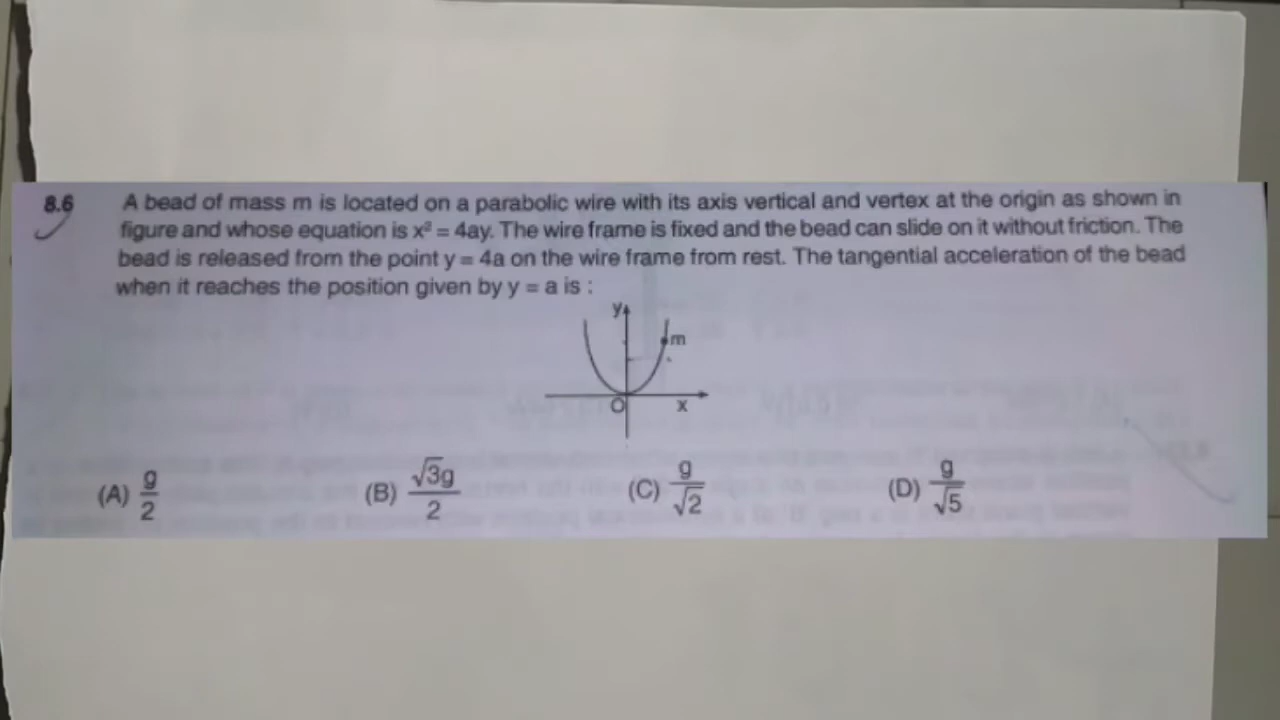 8.6 A bead of mass m is located on a parabolic wire with its axis vertical and vertex at the origin as shown in
figure and whose equation is x² = 4ay. The wire frame is fixed and the bead can slide on it without friction. The
bead is released from the point y = 4a on the wire frame from rest. The tangential acceleration of the bead
when it reaches the position given by y = a is :
y
m
O x
(A) g/2 (B) √3g/2 (C) g/√2 (D) g/√5